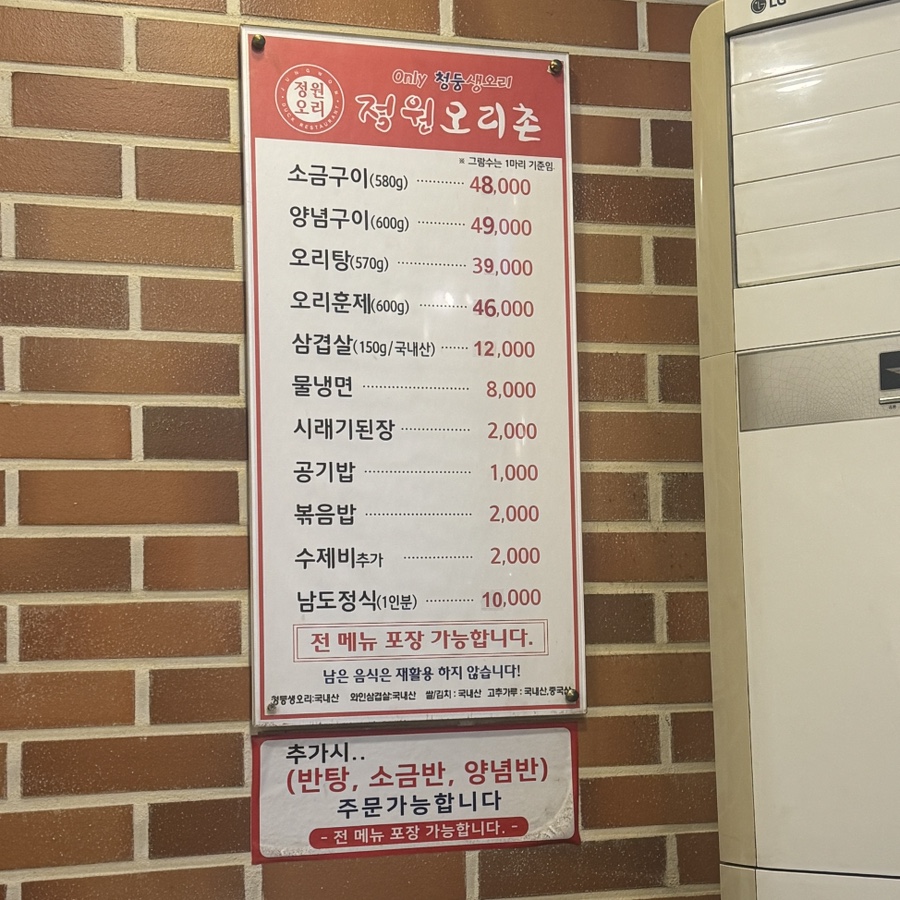 LG
Only 청둥생오리
JUNGWON
정원
오리
DUCK RESTAURANT
정원오리촌
※ 그람수는 1마리 기준임.
소금구이(580g) ············ 48,000
양념구이(600g) ············ 49,000
오리탕(570g) ················ 39,000
오리훈제(600g) ············ 46,000
삼겹살(150g/국내산) ······· 12,000
물냉면 ························ 8,000
시래기된장 ·················· 2,000
공기밥 ························ 1,000
볶음밥 ························ 2,000
수제비추가 ·················· 2,000
남도정식(1인분) ············ 10,000
전 메뉴 포장 가능합니다.
남은 음식은 재활용 하지 않습니다!
청둥생오리:국내산 와인삼겹살:국내산 쌀/김치 : 국내산 고추가루 : 국내산,중국산
추가시..
(반탕, 소금반, 양념반)
주문가능합니다
- 전 메뉴 포장 가능합니다. -